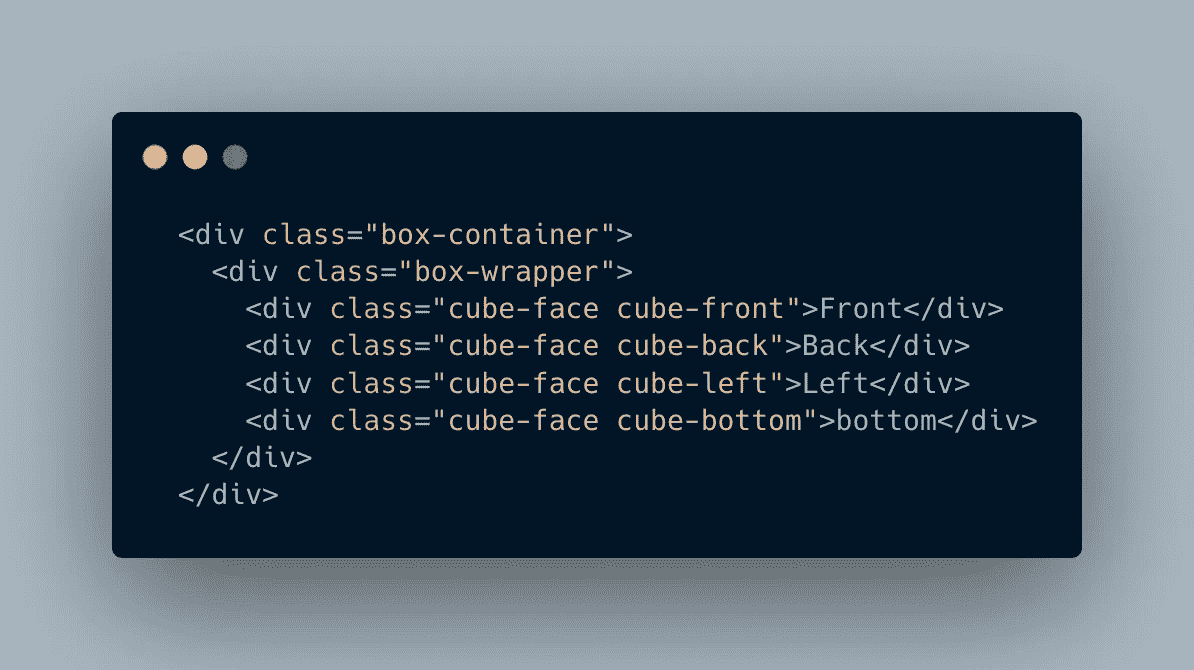 <div class="box-container">
  <div class="box-wrapper">
    <div class="cube-face cube-front">Front</div>
    <div class="cube-face cube-back">Back</div>
    <div class="cube-face cube-left">Left</div>
    <div class="cube-face cube-bottom">bottom</div>
  </div>
</div>